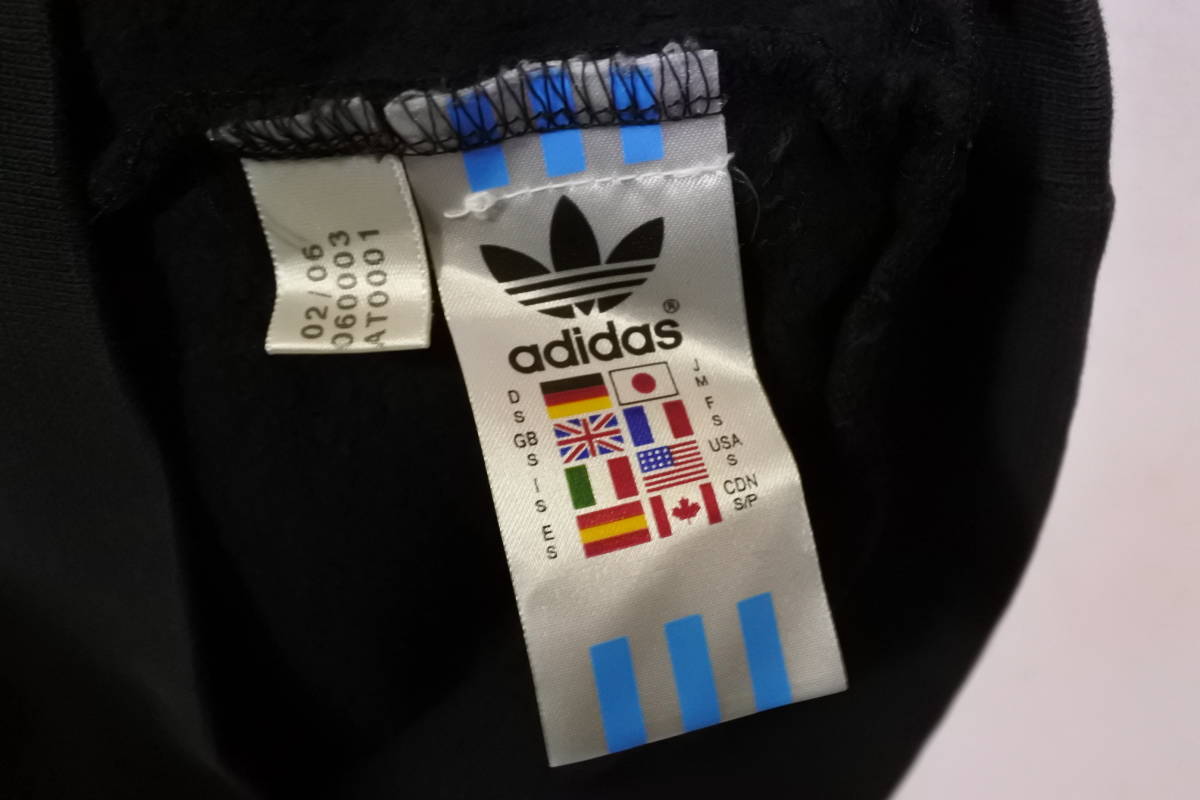 02/06
060003
AT0001
adidas®
D
S
GB
S
I
S
E
S
J
M
F
S
USA
S
CDN
S/P